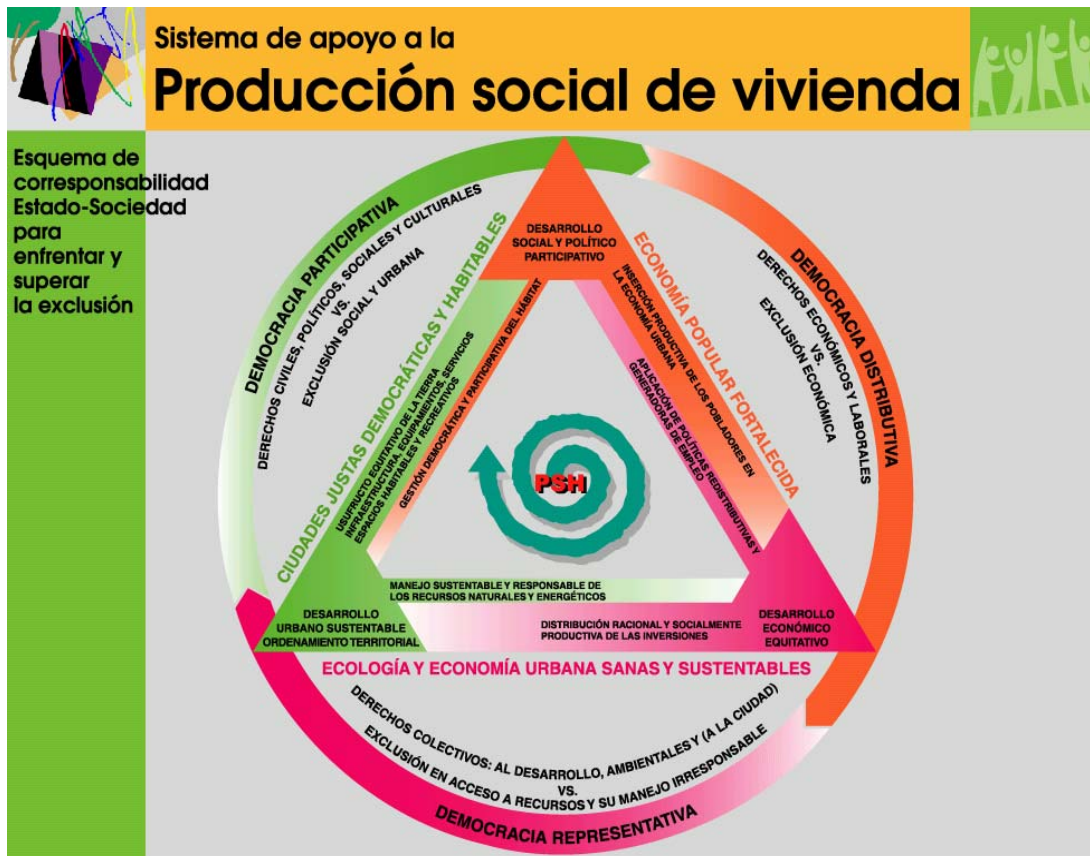 Sistema de apoyo a la
Producción social de vivienda
Esquema de
corresponsabilidad
Estado-Sociedad
para
enfrentar y
superar
la exclusión
DEMOCRACIA PARTICIPATIVA
DERECHOS CIVILES, POLÍTICOS, SOCIALES Y CULTURALES
VS.
EXCLUSIÓN SOCIAL Y URBANA
CIUDADES JUSTAS DEMOCRÁTICAS Y HABITABLES
USUFRUCTO EQUITATIVO DE LA TIERRA
INFRAESTRUCTURA, EQUIPAMIENTOS, SERVICIOS
ESPACIOS HABITABLES Y RECREATIVOS
GESTIÓN DEMOCRÁTICA Y PARTICIPATIVA DEL HÁBITAT
DESARROLLO
SOCIAL Y POLÍTICO
PARTICIPATIVO
ECONOMÍA POPULAR FORTALECIDA
INSERCIÓN PRODUCTIVA DE LOS POBLADORES EN
LA ECONOMÍA URBANA
APLICACIÓN DE POLÍTICAS REDISTRIBUTIVAS Y
GENERADORAS DE EMPLEO
DEMOCRACIA DISTRIBUTIVA
DERECHOS ECONÓMICOS Y LABORALES
VS.
EXCLUSIÓN ECONÓMICA
PSH
MANEJO SUSTENTABLE Y RESPONSABLE DE
LOS RECURSOS NATURALES Y ENERGÉTICOS
DESARROLLO
URBANO SUSTENTABLE
ORDENAMIENTO TERRITORIAL
DISTRIBUCIÓN RACIONAL Y SOCIALMENTE
PRODUCTIVA DE LAS INVERSIONES
DESARROLLO
ECONÓMICO
EQUITATIVO
ECOLOGÍA Y ECONOMÍA URBANA SANAS Y SUSTENTABLES
DERECHOS COLECTIVOS: AL DESARROLLO, AMBIENTALES Y (A LA CIUDAD)
VS.
EXCLUSIÓN EN ACCESO A RECURSOS Y SU MANEJO IRRESPONSABLE
DEMOCRACIA REPRESENTATIVA